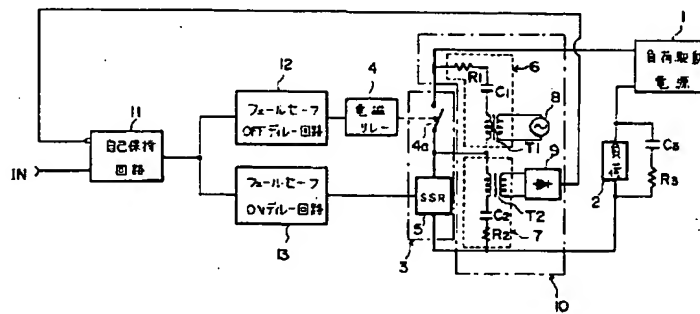 1
負荷駆動
電源
12
フェールセーフ
OFFディレー回路
4
電磁
リレー
R1
6
C1
8
T1
4a
11
自己保持
回路
IN
9
C3
R3
負荷
2
フェールセーフ
ONディレー回路
13
SSR
5
3
T2
C2
R2
7
10